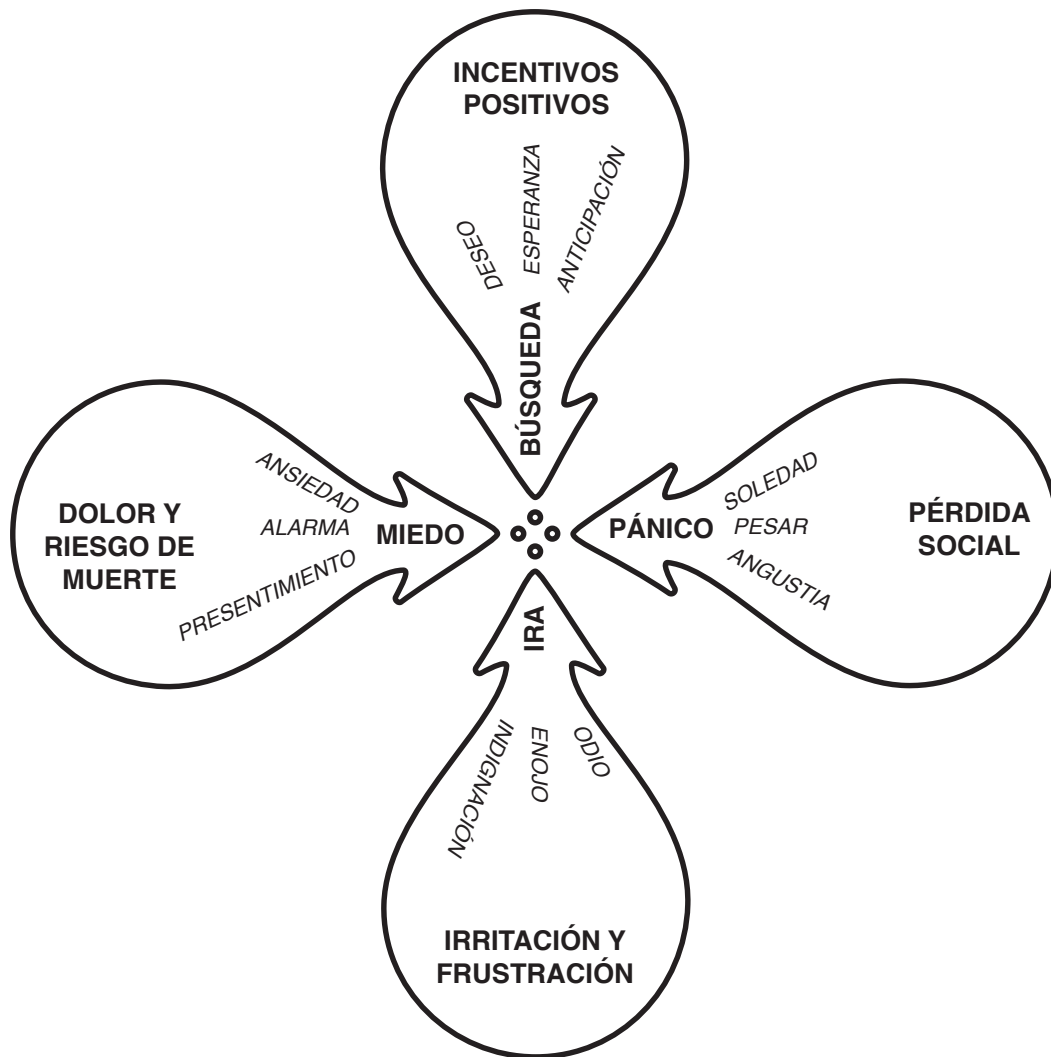 INCENTIVOS
POSITIVOS
DESEO
ESPERANZA
ANTICIPACIÓN
BÚSQUEDA
DOLOR Y
RIESGO DE
MUERTE
ANSIEDAD
ALARMA
PRESENTIMIENTO
MIEDO
PÁNICO
SOLEDAD
PESAR
ANGUSTIA
PÉRDIDA
SOCIAL
IRA
INDIGNACIÓN
ENOJO
ODIO
IRRITACIÓN Y
FRUSTRACIÓN